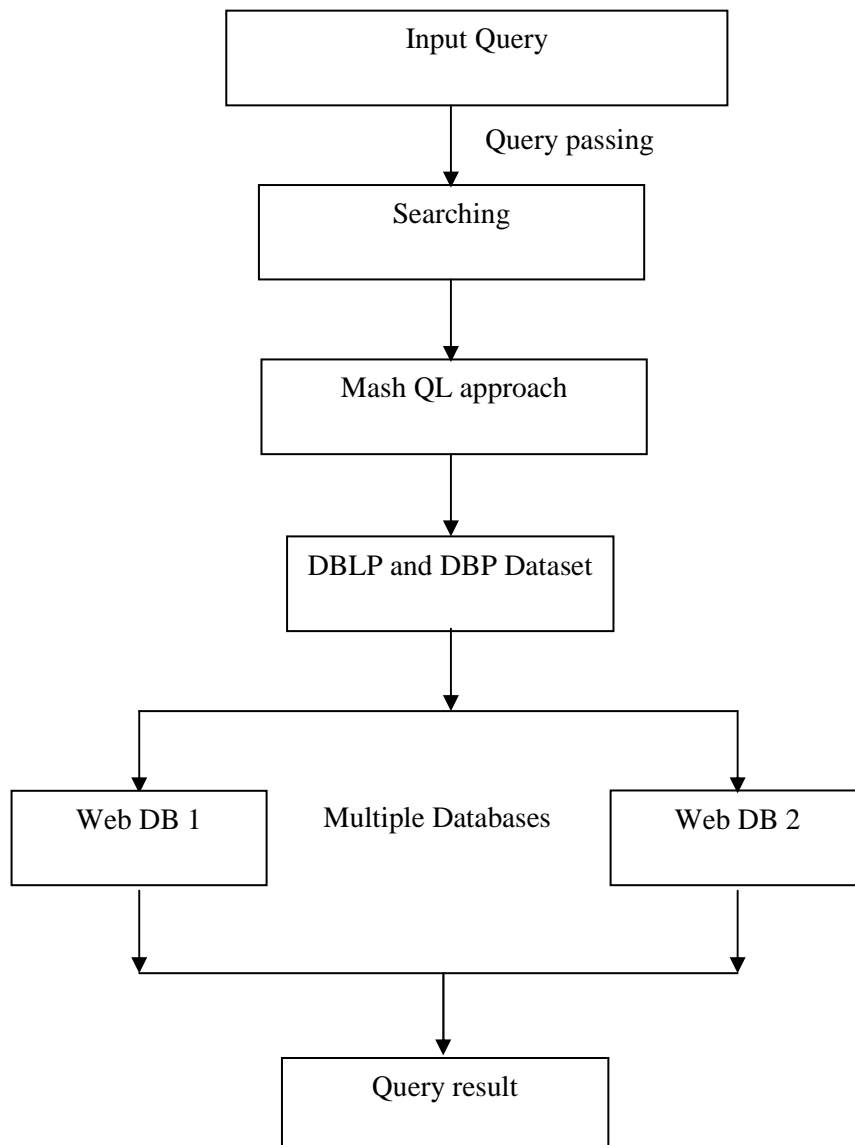 Input Query
Query passing
Searching
Mash QL approach
DBLP and DBP Dataset
Web DB 1
Multiple Databases
Web DB 2
Query result